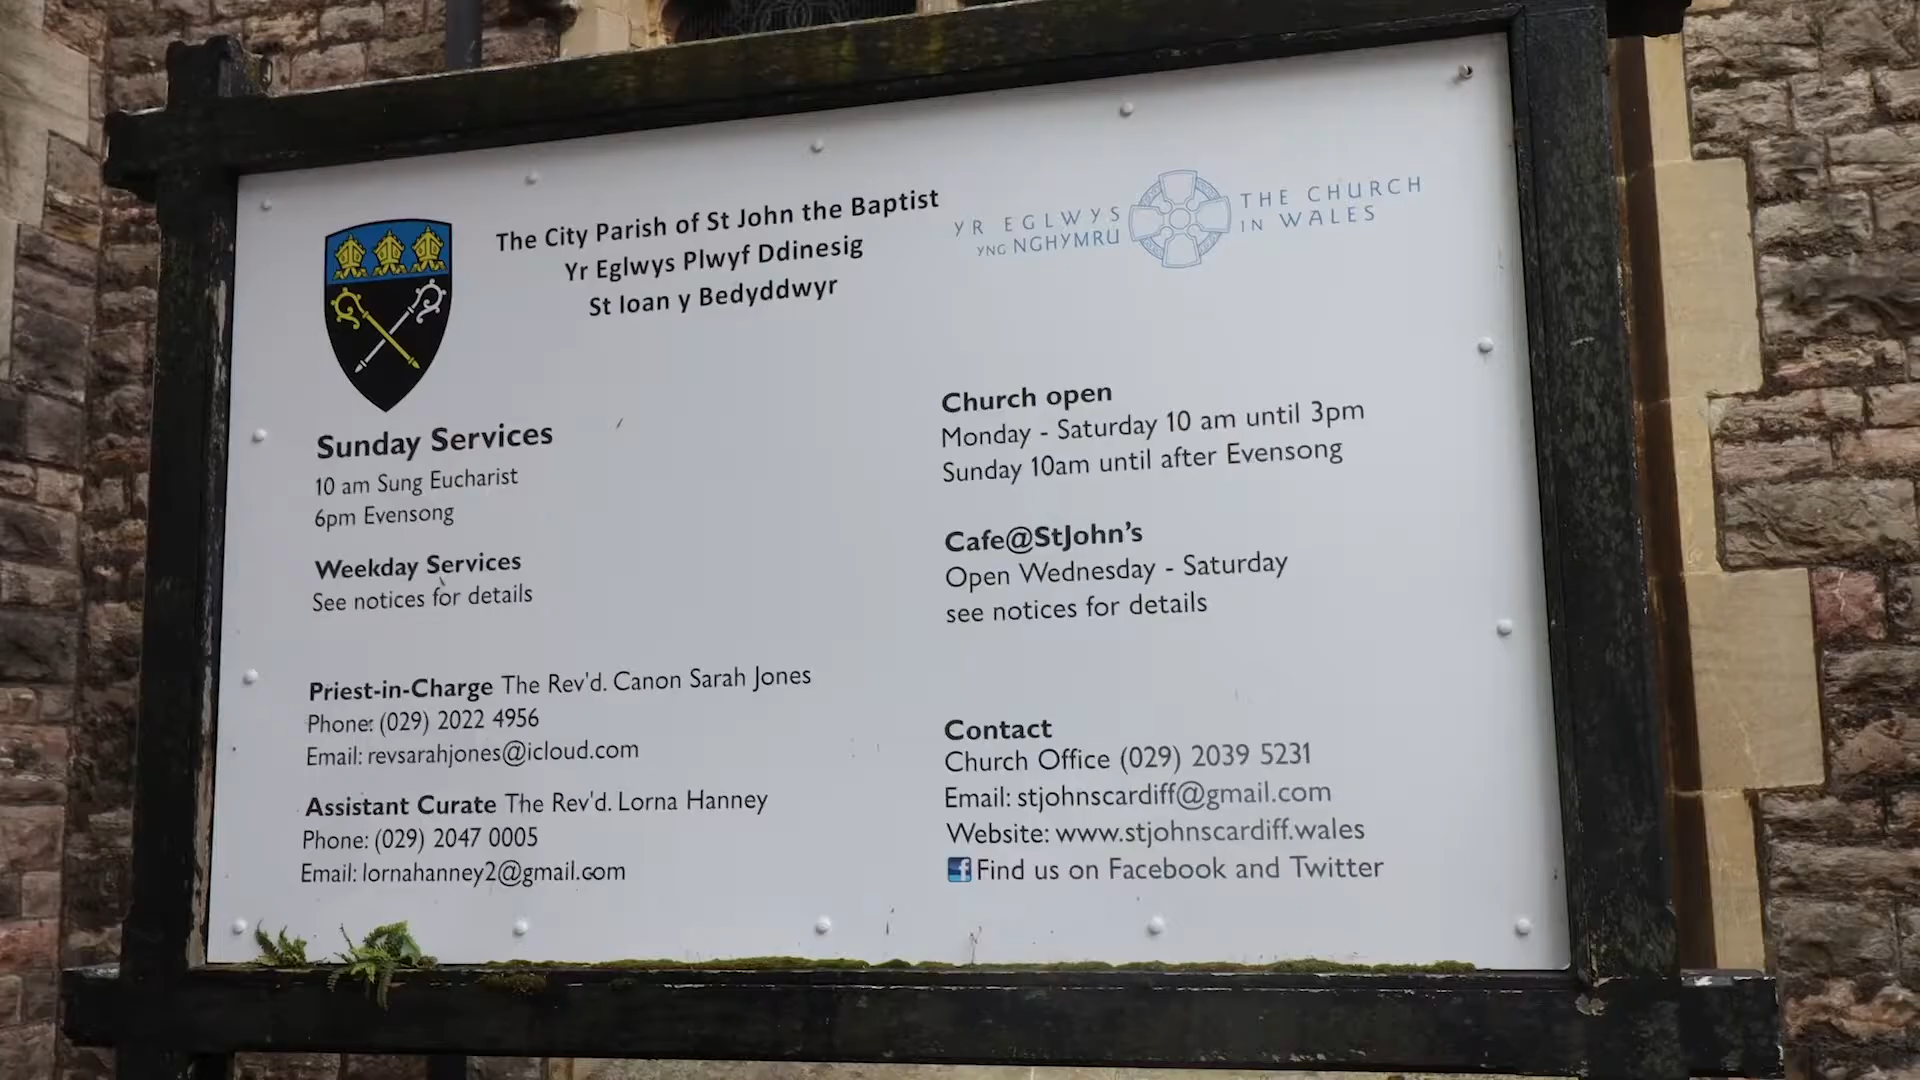 The City Parish of St John the Baptist
Yr Eglwys Plwyf Ddinesig
St Ioan y Bedyddwyr
YR EGLWYS
YNG NGHYMRU
THE CHURCH
IN WALES
Sunday Services
10 am Sung Eucharist
6pm Evensong
Weekday Services
See notices for details
Priest-in-Charge The Rev'd. Canon Sarah Jones
Phone: (029) 2022 4956
Email: revsarahjones@icloud.com
Assistant Curate The Rev'd. Lorna Hanney
Phone: (029) 2047 0005
Email: lornahanney2@gmail.com
Church open
Monday - Saturday 10 am until 3pm
Sunday 10am until after Evensong
Cafe@StJohn's
Open Wednesday - Saturday
see notices for details
Contact
Church Office (029) 2039 5231
Email: stjohnscardiff@gmail.com
Website: www.stjohnscardiff.wales
f Find us on Facebook and Twitter